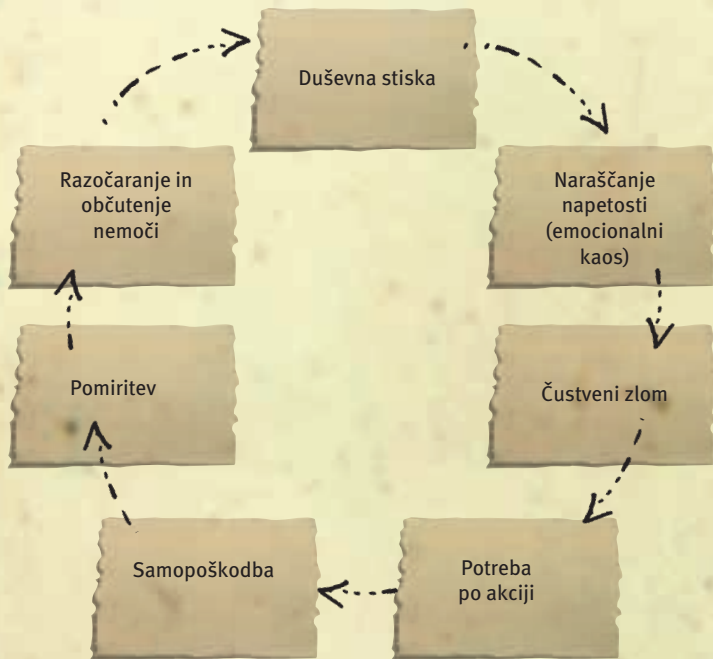 Duševna stiska
Naraščanje
napetosti
(emocionalni
kaos)
Čustveni zlom
Potreba
po akciji
Samopoškodba
Pomiritev
Razočaranje in
občutenje
nemoči